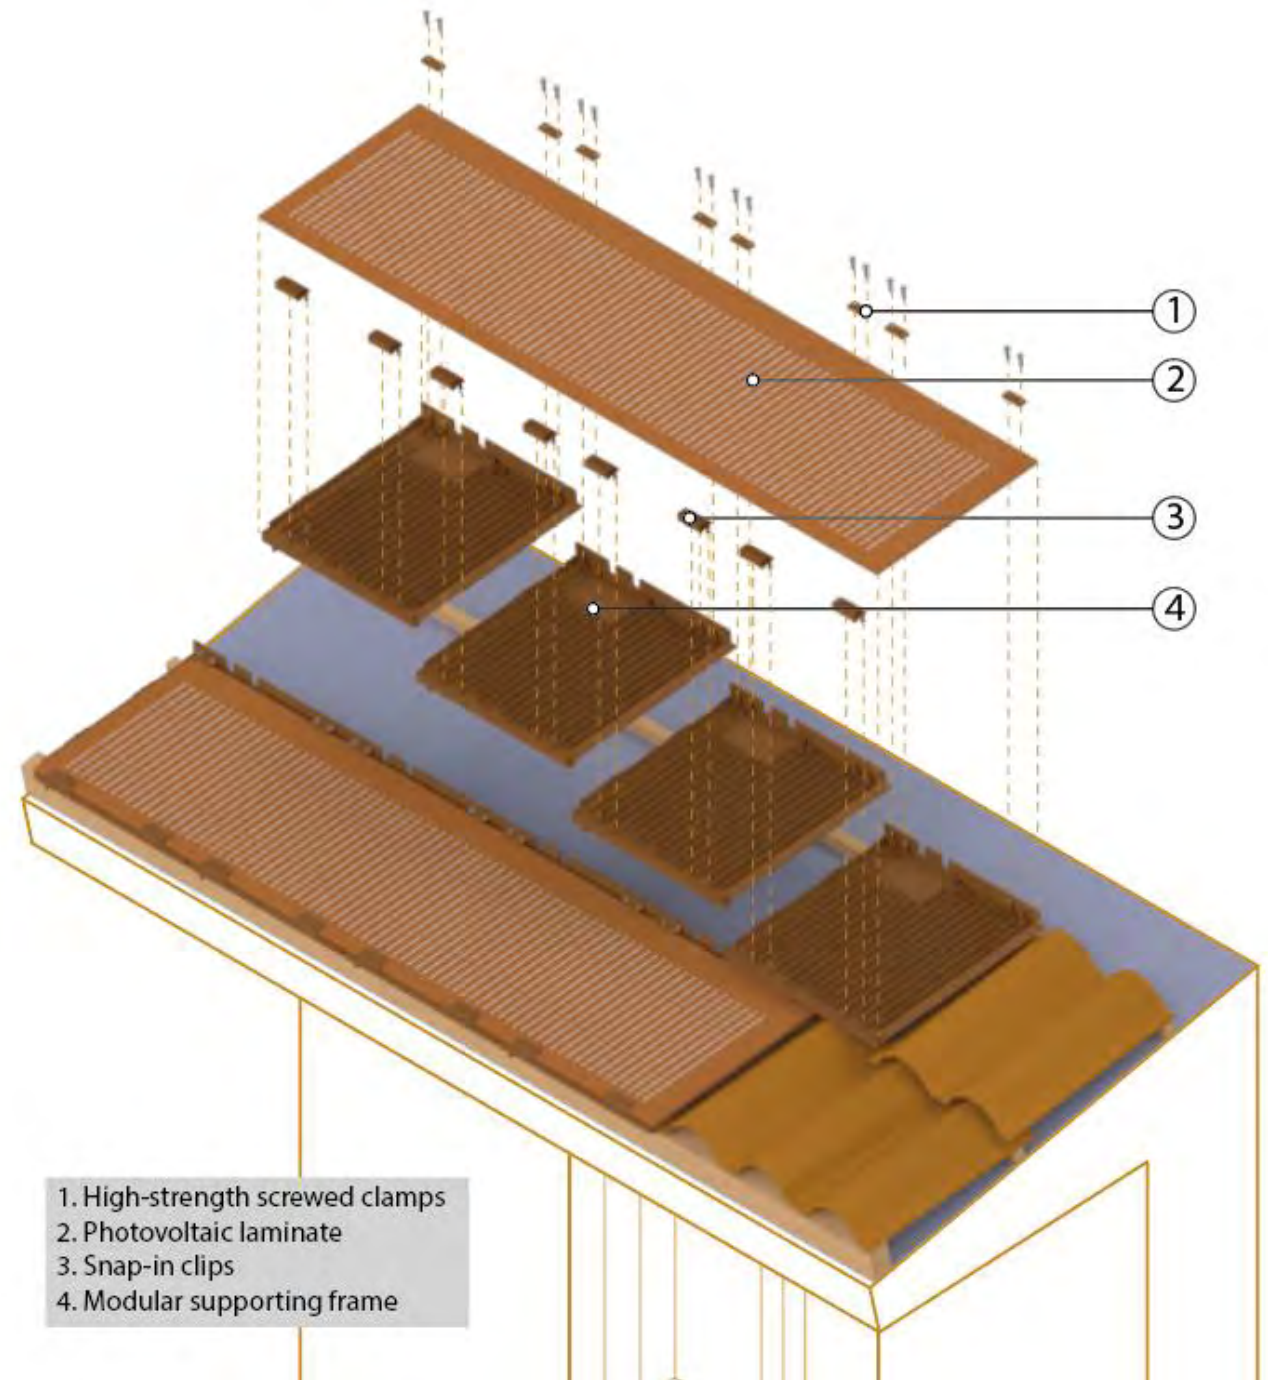 1
2
3
4
1. High-strength screwed clamps
2. Photovoltaic laminate
3. Snap-in clips
4. Modular supporting frame